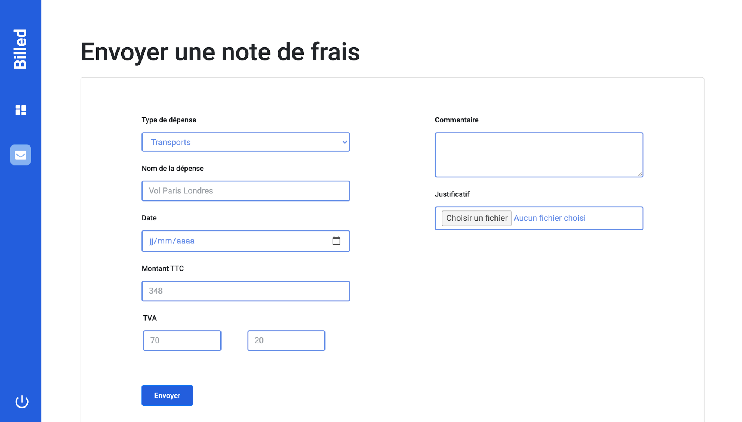 Billed
Envoyer une note de frais
Type de dépense
Transports
Nom de la dépense
Vol Paris Londres
Date
jj/mm/aaaa
Montant TTC
348
TVA
70
20
Envoyer
Commentaire
Justificatif
Choisir un fichier Aucun fichier choisi